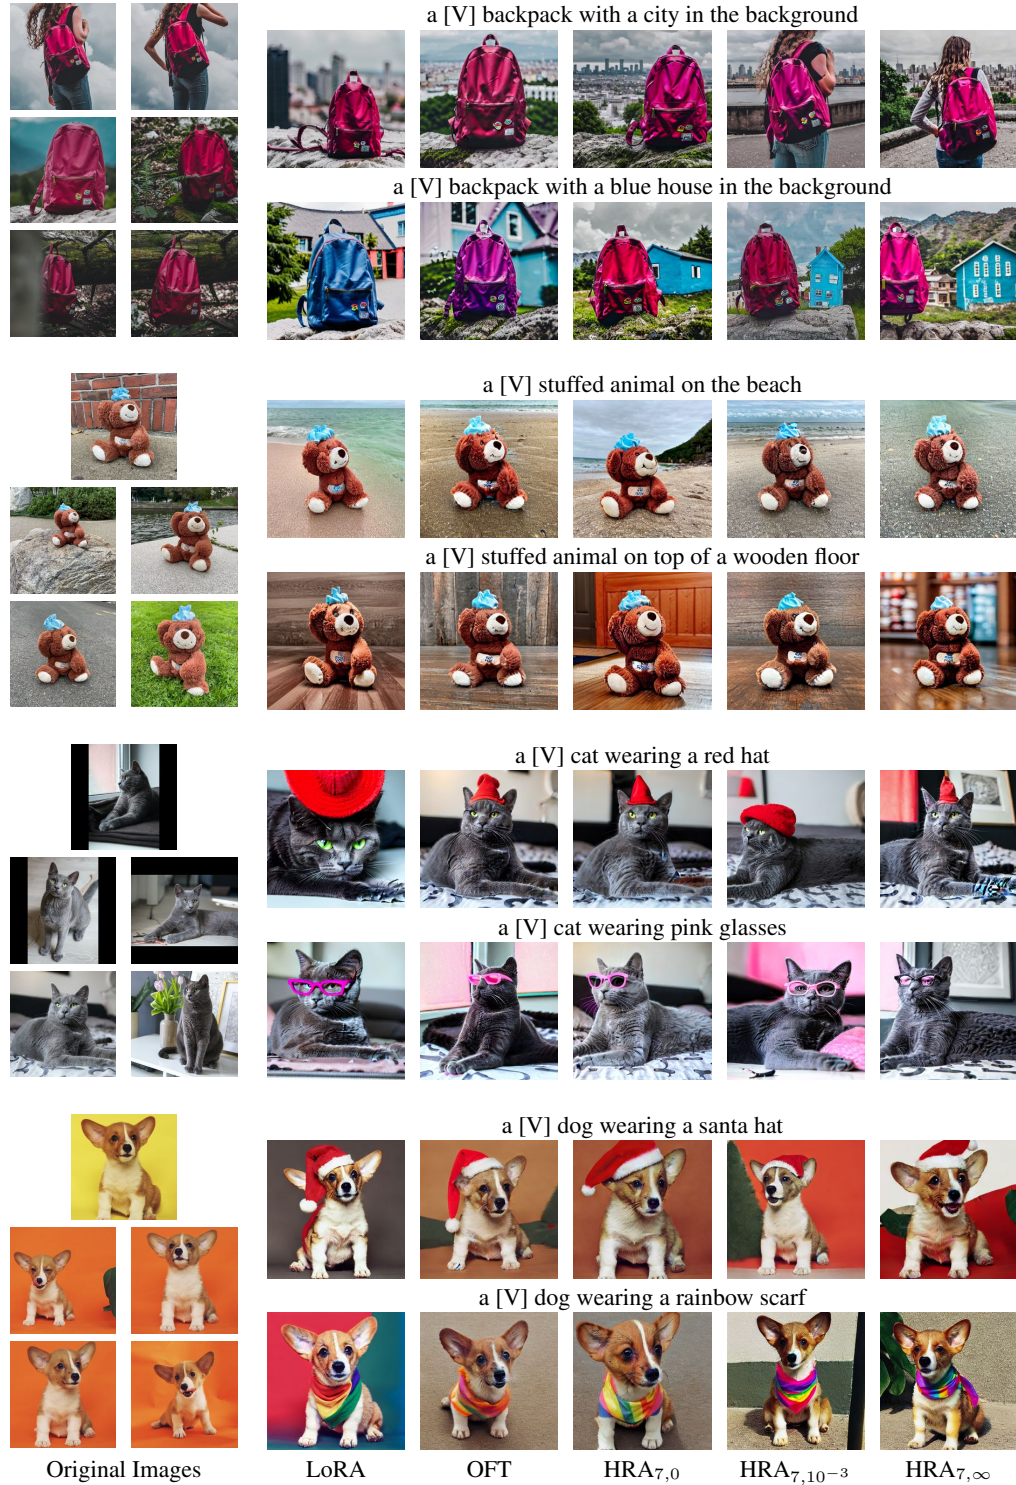 a [V] backpack with a city in the background
a [V] backpack with a blue house in the background
a [V] stuffed animal on the beach
a [V] stuffed animal on top of a wooden floor
a [V] cat wearing a red hat
a [V] cat wearing pink glasses
a [V] dog wearing a santa hat
a [V] dog wearing a rainbow scarf
Original Images LoRA OFT HRA₇,₀ HRA₇,₁₀₋₃ HRA₇,∞